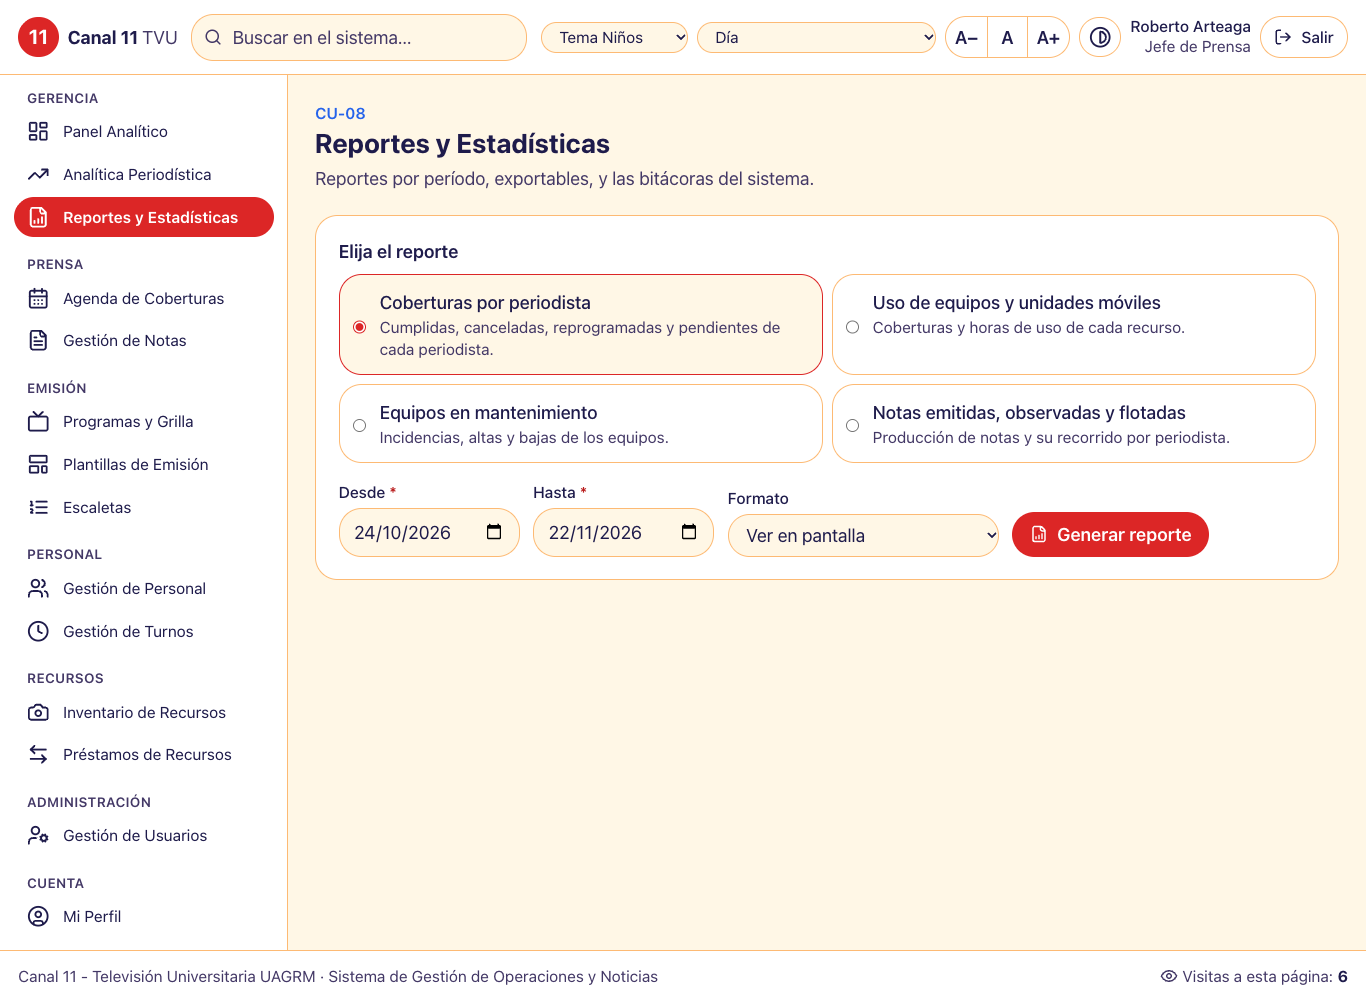 11 Canal 11 TVU
Buscar en el sistema...
Tema Niños
Día
A−
A
A+
Roberto Arteaga
Jefe de Prensa
Salir
GERENCIA
Panel Analítico
Analítica Periodística
Reportes y Estadísticas
PRENSA
Agenda de Coberturas
Gestión de Notas
EMISIÓN
Programas y Grilla
Plantillas de Emisión
Escaletas
PERSONAL
Gestión de Personal
Gestión de Turnos
RECURSOS
Inventario de Recursos
Préstamos de Recursos
ADMINISTRACIÓN
Gestión de Usuarios
CUENTA
Mi Perfil
CU-08
Reportes y Estadísticas
Reportes por período, exportables, y las bitácoras del sistema.
Elija el reporte
Coberturas por periodista
Cumplidas, canceladas, reprogramadas y pendientes de
cada periodista.
Uso de equipos y unidades móviles
Coberturas y horas de uso de cada recurso.
Equipos en mantenimiento
Incidencias, altas y bajas de los equipos.
Notas emitidas, observadas y flotadas
Producción de notas y su recorrido por periodista.
Desde *
24/10/2026
Hasta *
22/11/2026
Formato
Ver en pantalla
Generar reporte
Canal 11 - Televisión Universitaria UAGRM · Sistema de Gestión de Operaciones y Noticias
Visitas a esta página: 6